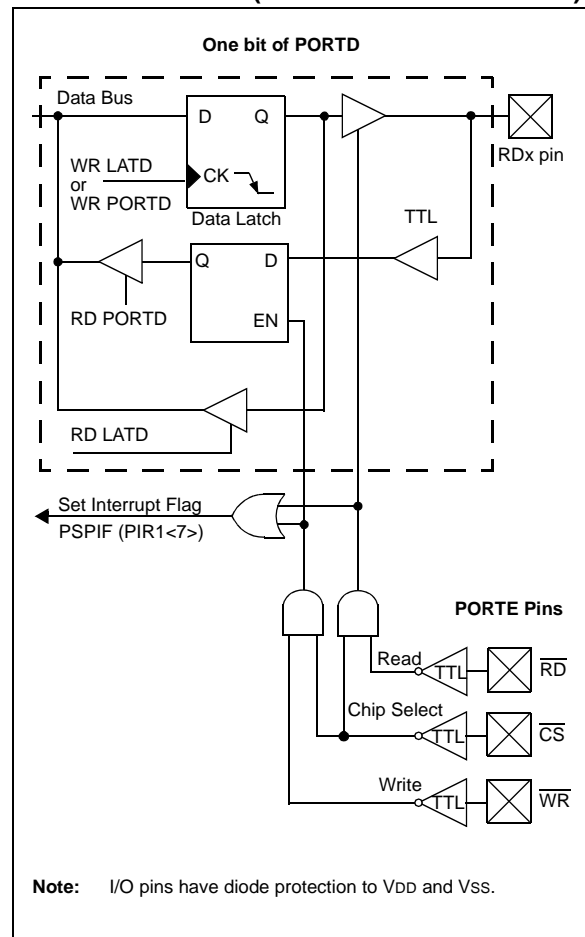 One bit of PORTD
Data Bus
D Q
RDx pin
WR LATD
or
WR PORTD
CK
Data Latch
TTL
Q D
RD PORTD
EN
RD LATD
Set Interrupt Flag
PSPIF (PIR1<7>)
PORTE Pins
Read
TTL
RD
Chip Select
TTL
CS
Write
TTL
WR
Note: I/O pins have diode protection to VDD and VSS.